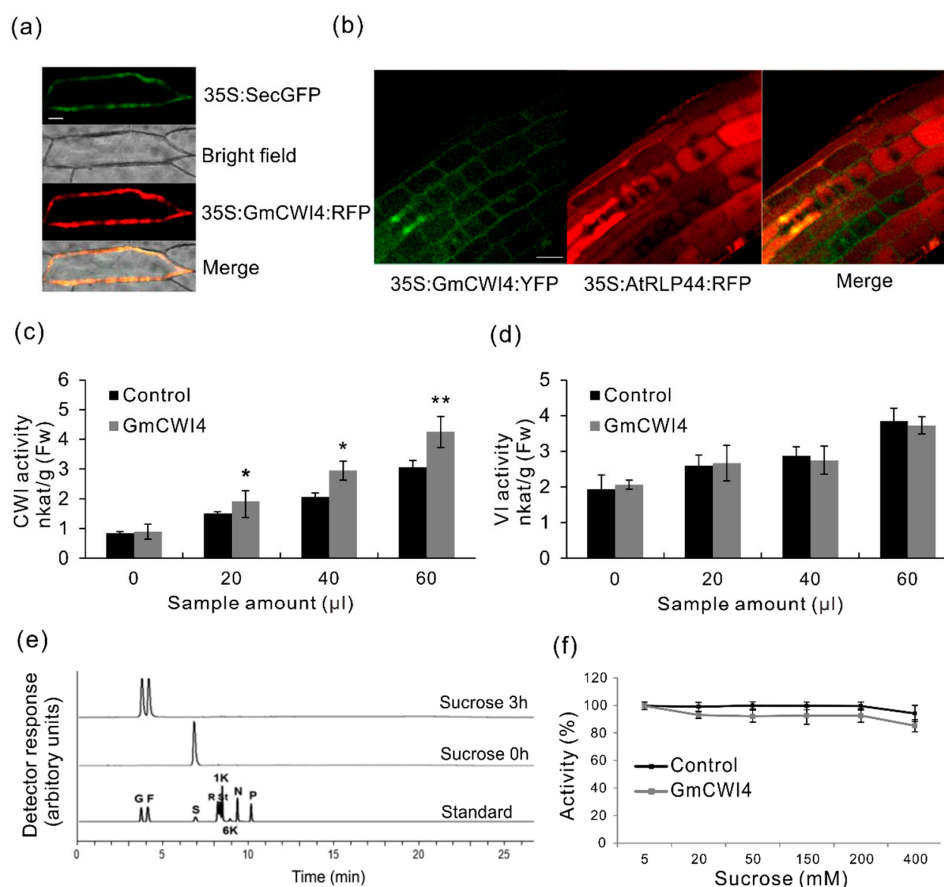 (a)
35S:SecGFP
Bright field
35S:GmCWI4:RFP
Merge
(b)
35S:GmCWI4:YFP
35S:AtRLP44:RFP
Merge
(c)
CWI activity
nkat/g (Fw)
6
5
4
3
2
1
0
Control
GmCWI4
*
*
**
0
20
40
60
Sample amount (µl)
(d)
VI activity
nkat/g (Fw)
5
4
3
2
1
0
Control
GmCWI4
0
20
40
60
Sample amount (µl)
(e)
Detector response
(arbitory units)
Sucrose 3h
Sucrose 0h
Standard
G F
S
R St
1K
6K
N
P
0
5
10
15
20
25
Time (min)
(f)
Activity (%)
120
100
80
60
40
20
0
Control
GmCWI4
5
20
50
150
200
400
Sucrose (mM)